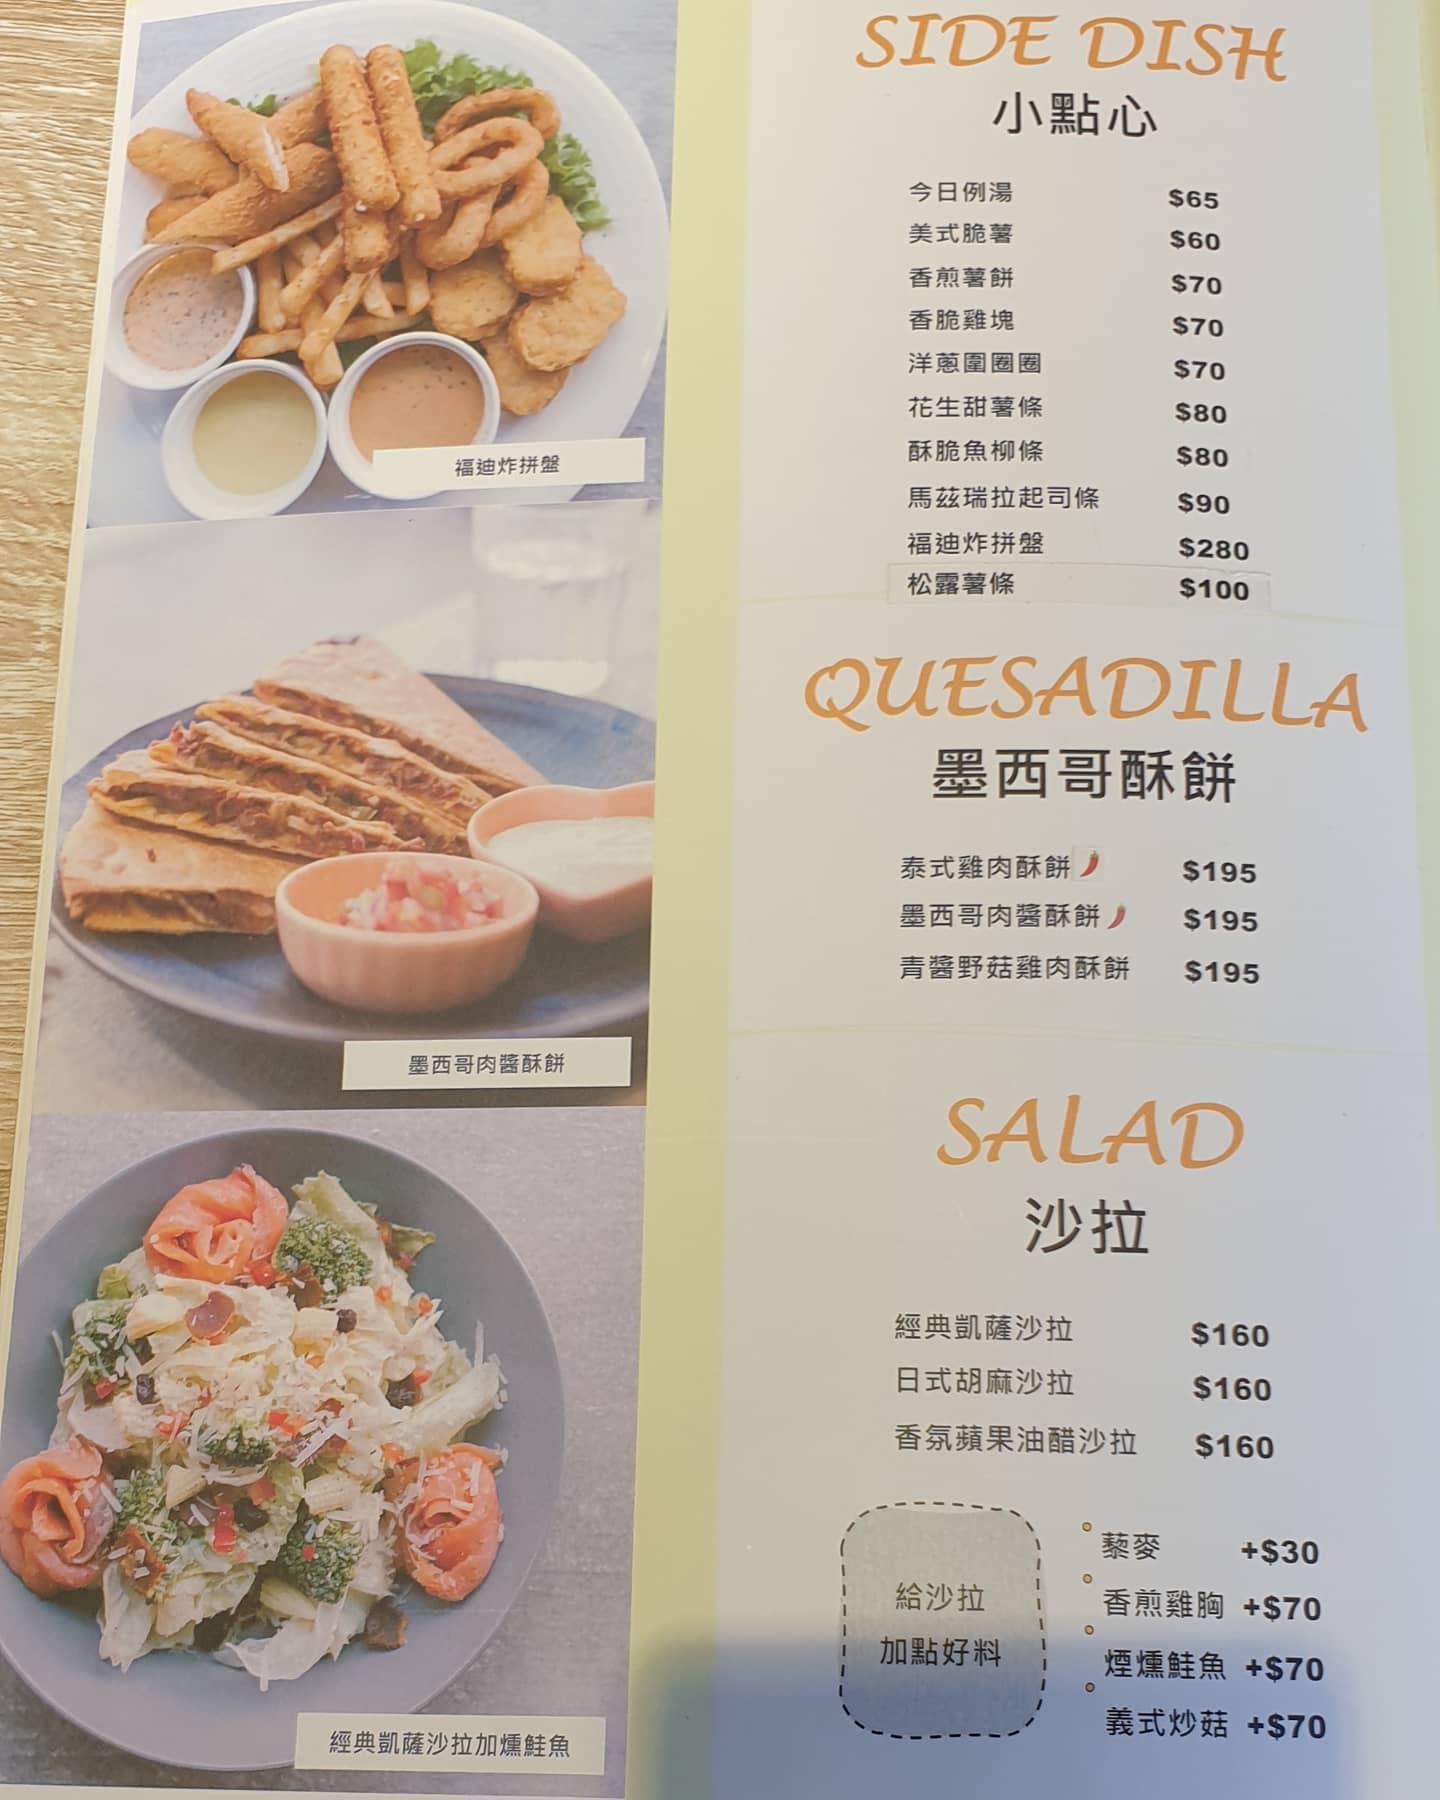 SIDE DISH
小點心
今日例湯 $65
美式脆薯 $60
香煎薯餅 $70
香脆雞塊 $70
洋蔥圈圈圈 $70
花生甜薯條 $80
酥脆魚柳條 $80
馬茲瑞拉起司條 $90
福迪炸拼盤 $280
松露薯條 $100
福迪炸拼盤
QUESADILLA
墨西哥酥餅
泰式雞肉酥餅 $195
墨西哥肉醬酥餅 $195
青醬野菇雞肉酥餅 $195
墨西哥肉醬酥餅
SALAD
沙拉
經典凱薩沙拉 $160
日式胡麻沙拉 $160
香氛蘋果油醋沙拉 $160
給沙拉
加點好料
藜麥 +$30
香煎雞胸 +$70
煙燻鮭魚 +$70
義式炒菇 +$70
經典凱薩沙拉加燻鮭魚